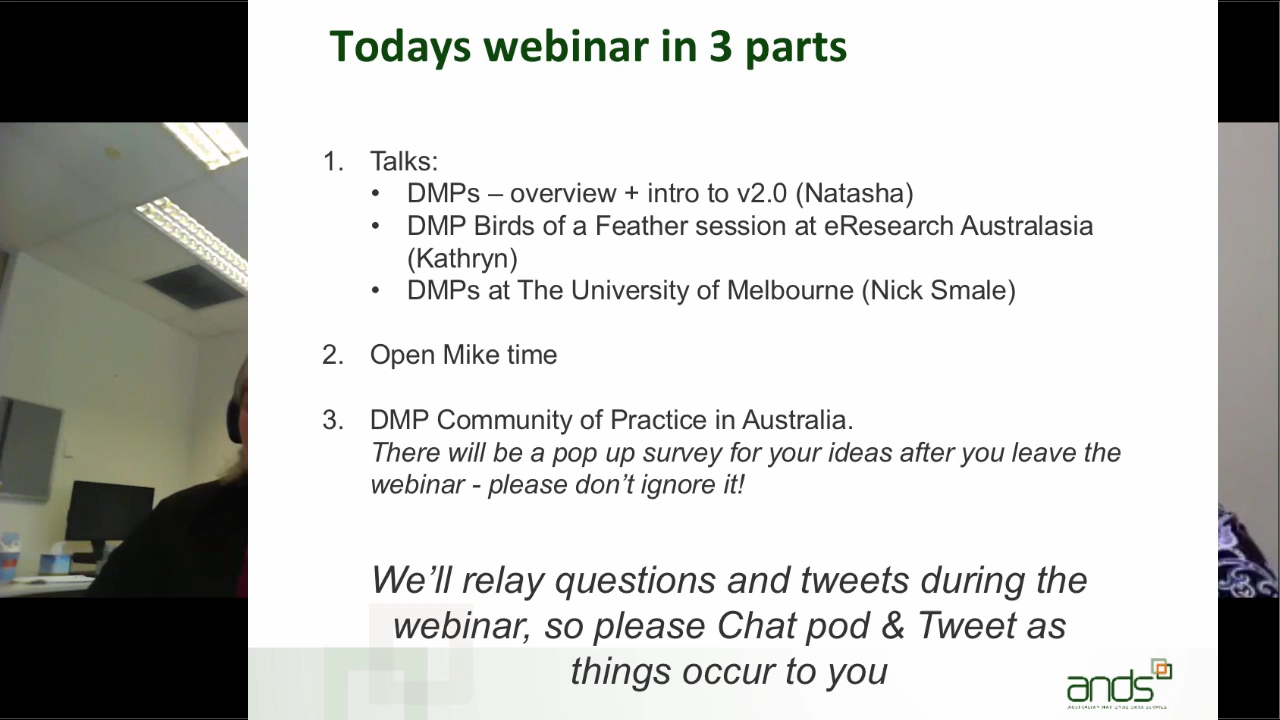 Todays webinar in 3 parts
1. Talks:
• DMPs – overview + intro to v2.0 (Natasha)
• DMP Birds of a Feather session at eResearch Australasia
(Kathryn)
• DMPs at The University of Melbourne (Nick Smale)
2. Open Mike time
3. DMP Community of Practice in Australia.
There will be a pop up survey for your ideas after you leave the
webinar - please don’t ignore it!
We’ll relay questions and tweets during the
webinar, so please Chat pod & Tweet as
things occur to you
ands
AUSTRALIAN NATIONAL DATA SERVICE